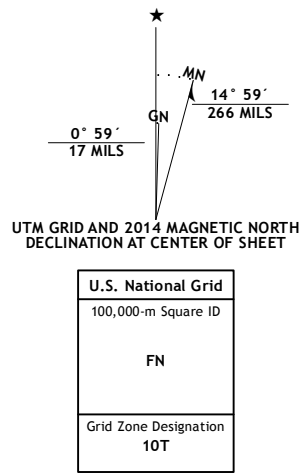 ★
MN
GN
0° 59´
17 MILS
14° 59´
266 MILS
UTM GRID AND 2014 MAGNETIC NORTH
DECLINATION AT CENTER OF SHEET
U.S. National Grid
100,000-m Square ID
FN
Grid Zone Designation
10T